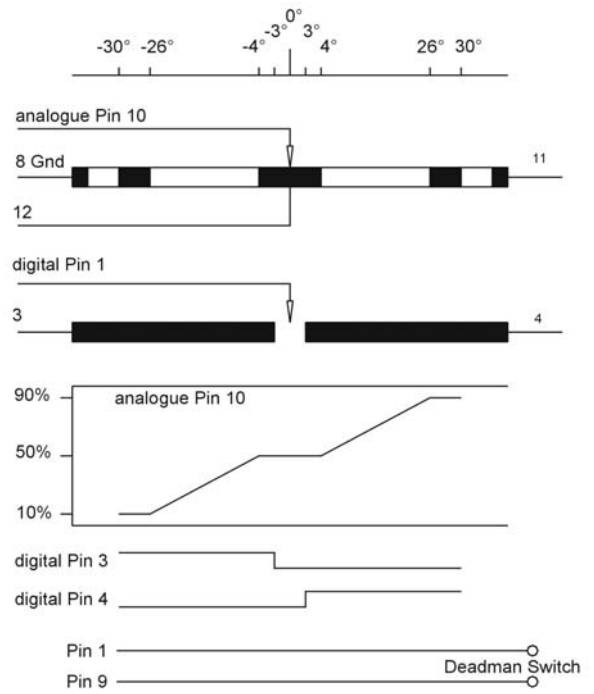 0°
-3° 3°
-30° -26° -4° 4° 26° 30°
analogue Pin 10
8 Gnd 11
12
digital Pin 1
3 4
90% analogue Pin 10
50%
10%
digital Pin 3
digital Pin 4
Pin 1
Deadman Switch
Pin 9